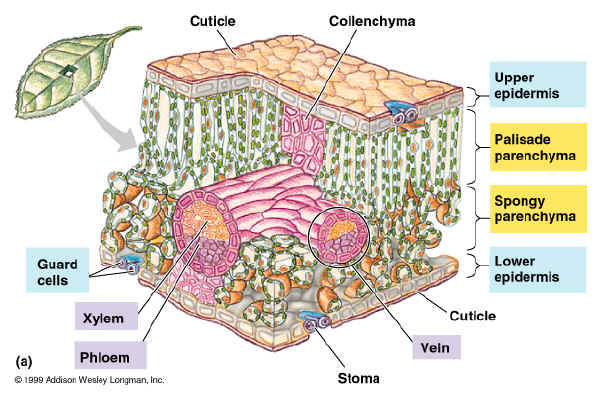 Cuticle
Collenchyma
Upper
epidermis
Palisade
parenchyma
Spongy
parenchyma
Lower
epidermis
Guard
cells
Xylem
Phloem
Cuticle
Vein
Stoma
(a)
© 1999 Addison Wesley Longman, Inc.